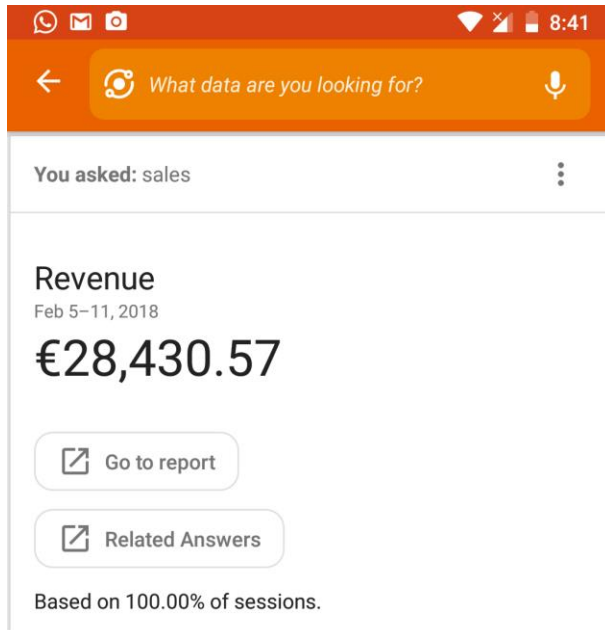 8:41
What data are you looking for?
You asked: sales
Revenue
Feb 5–11, 2018
€28,430.57
Go to report
Related Answers
Based on 100.00% of sessions.